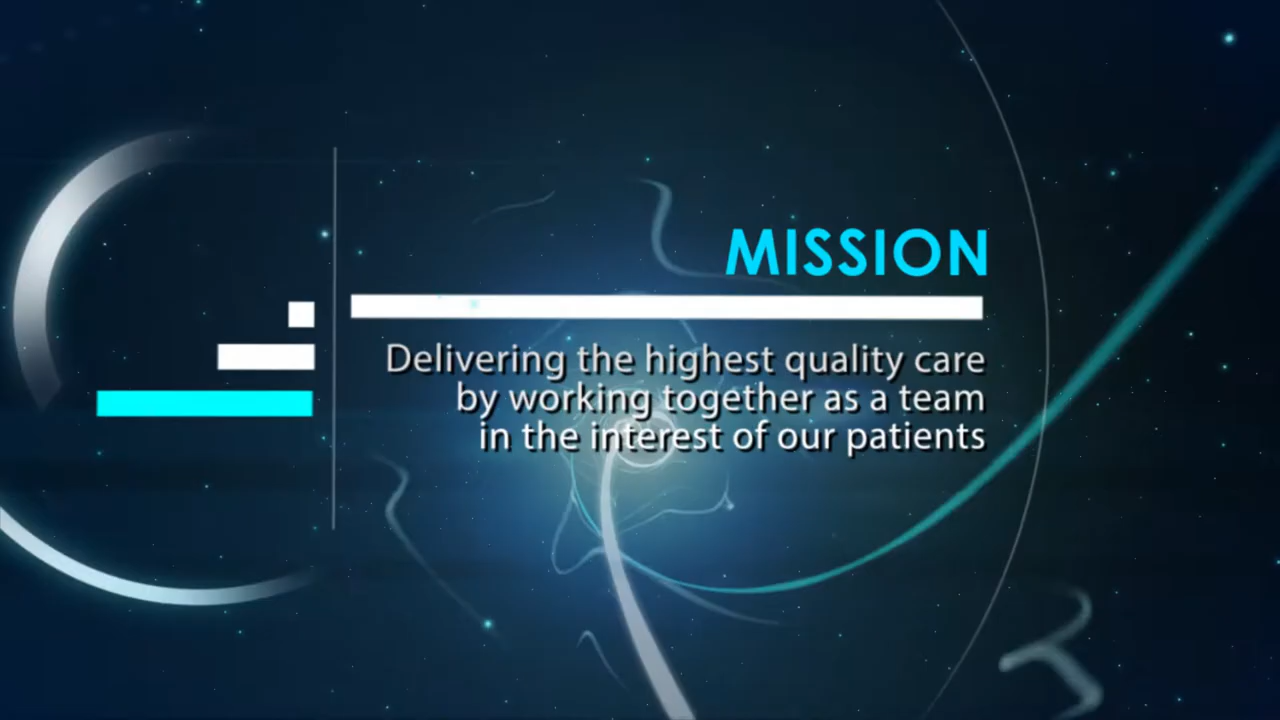 MISSION
Delivering the highest quality care
by working together as a team
in the interest of our patients